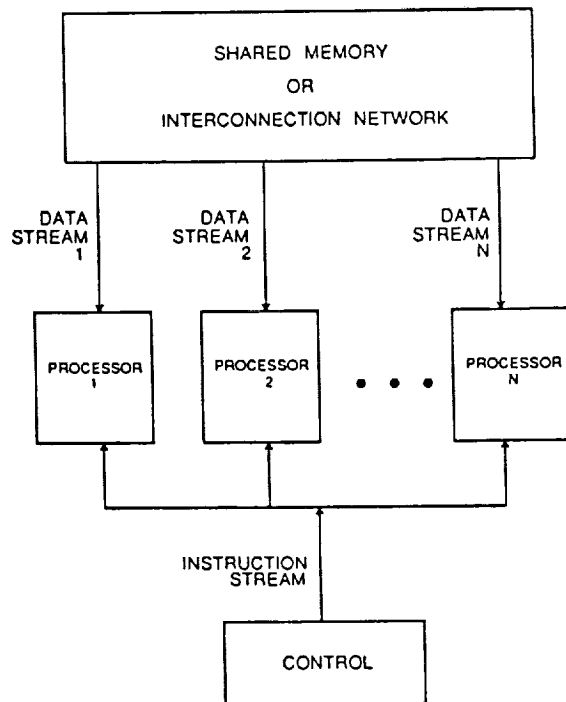 SHARED MEMORY
OR
INTERCONNECTION NETWORK
DATA
STREAM
1
DATA
STREAM
2
DATA
STREAM
N
PROCESSOR
1
PROCESSOR
2
PROCESSOR
N
INSTRUCTION
STREAM
CONTROL